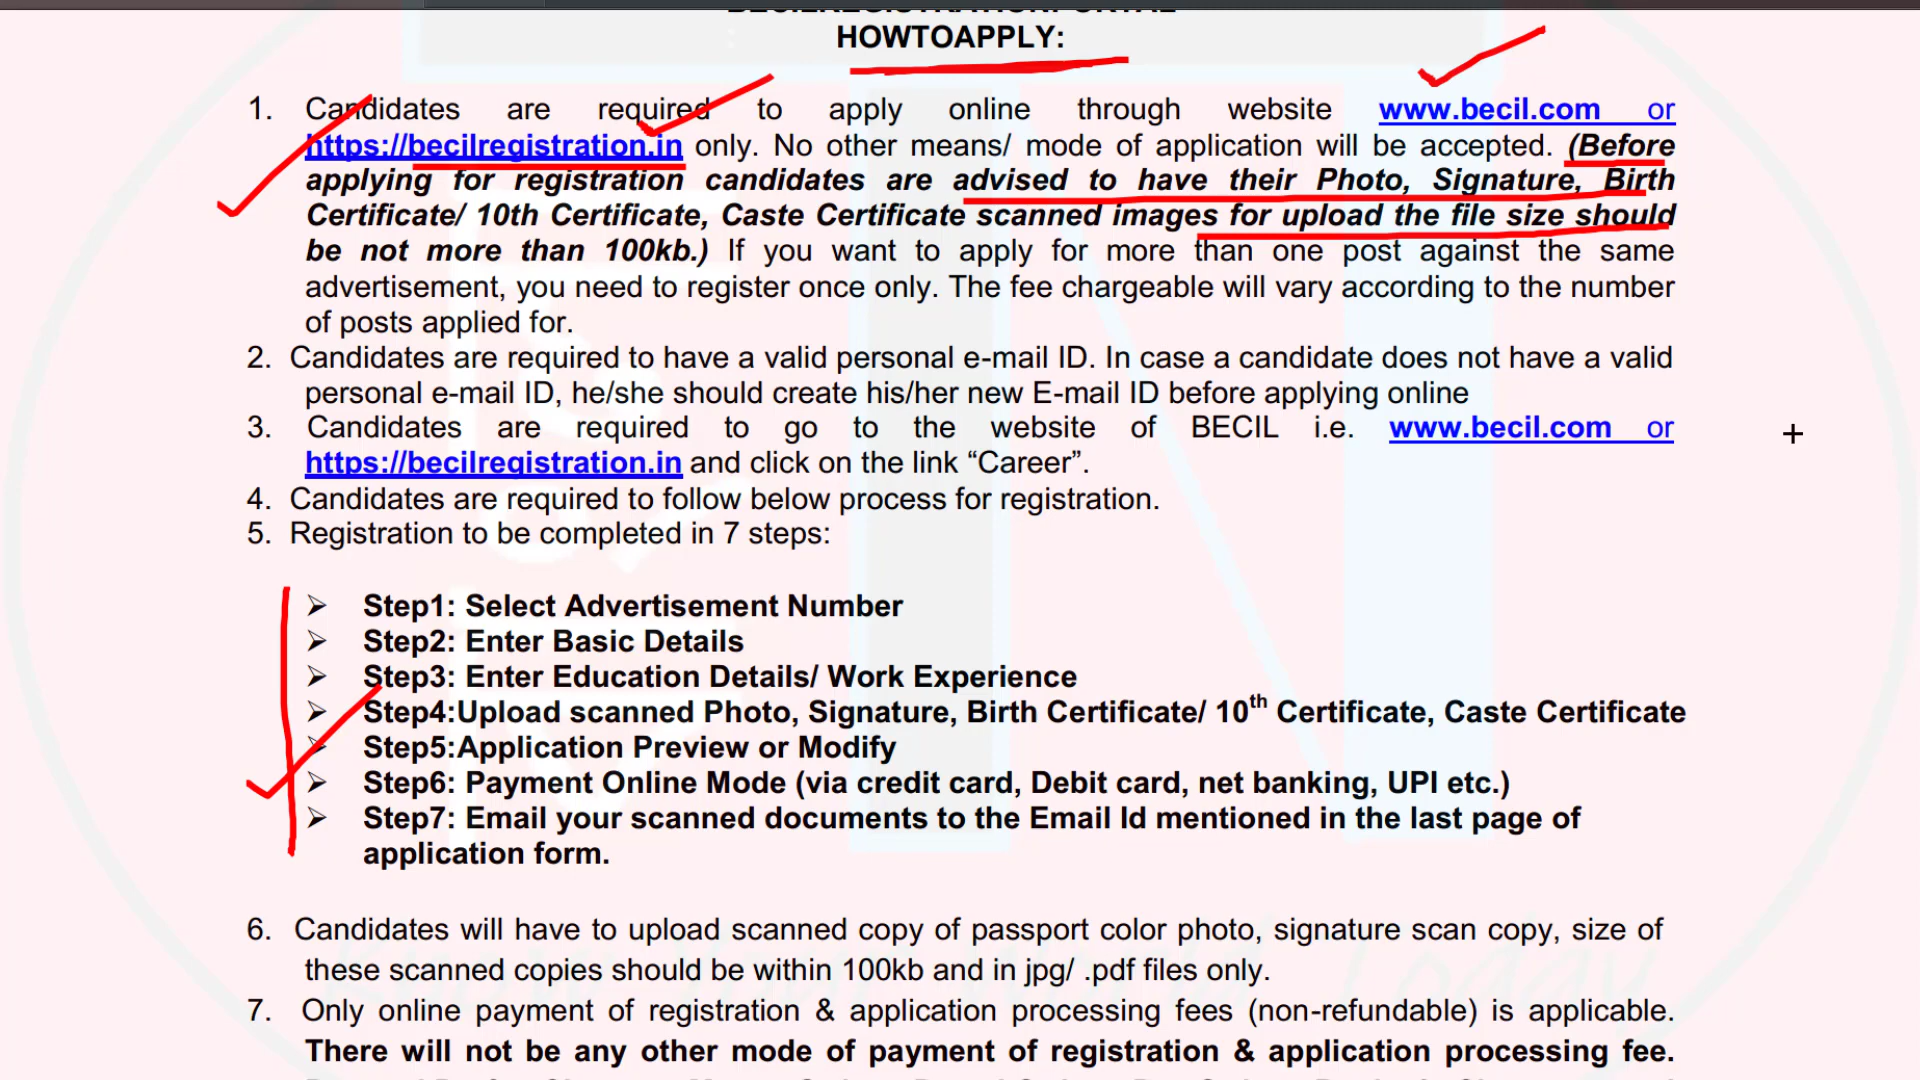 HOWTOAPPLY:
1. Candidates are required to apply online through website www.becil.com or
https://becilregistration.in only. No other means/ mode of application will be accepted. (Before
applying for registration candidates are advised to have their Photo, Signature, Birth
Certificate/ 10th Certificate, Caste Certificate scanned images for upload the file size should
be not more than 100kb.) If you want to apply for more than one post against the same
advertisement, you need to register once only. The fee chargeable will vary according to the number
of posts applied for.
2. Candidates are required to have a valid personal e-mail ID. In case a candidate does not have a valid
personal e-mail ID, he/she should create his/her new E-mail ID before applying online
3. Candidates are required to go to the website of BECIL i.e. www.becil.com or
https://becilregistration.in and click on the link “Career”.
4. Candidates are required to follow below process for registration.
5. Registration to be completed in 7 steps:
➢ Step1: Select Advertisement Number
➢ Step2: Enter Basic Details
➢ Step3: Enter Education Details/ Work Experience
➢ Step4:Upload scanned Photo, Signature, Birth Certificate/ 10th Certificate, Caste Certificate
➢ Step5:Application Preview or Modify
➢ Step6: Payment Online Mode (via credit card, Debit card, net banking, UPI etc.)
➢ Step7: Email your scanned documents to the Email Id mentioned in the last page of
application form.
6. Candidates will have to upload scanned copy of passport color photo, signature scan copy, size of
these scanned copies should be within 100kb and in jpg/ .pdf files only.
7. Only online payment of registration & application processing fees (non-refundable) is applicable.
There will not be any other mode of payment of registration & application processing fee.